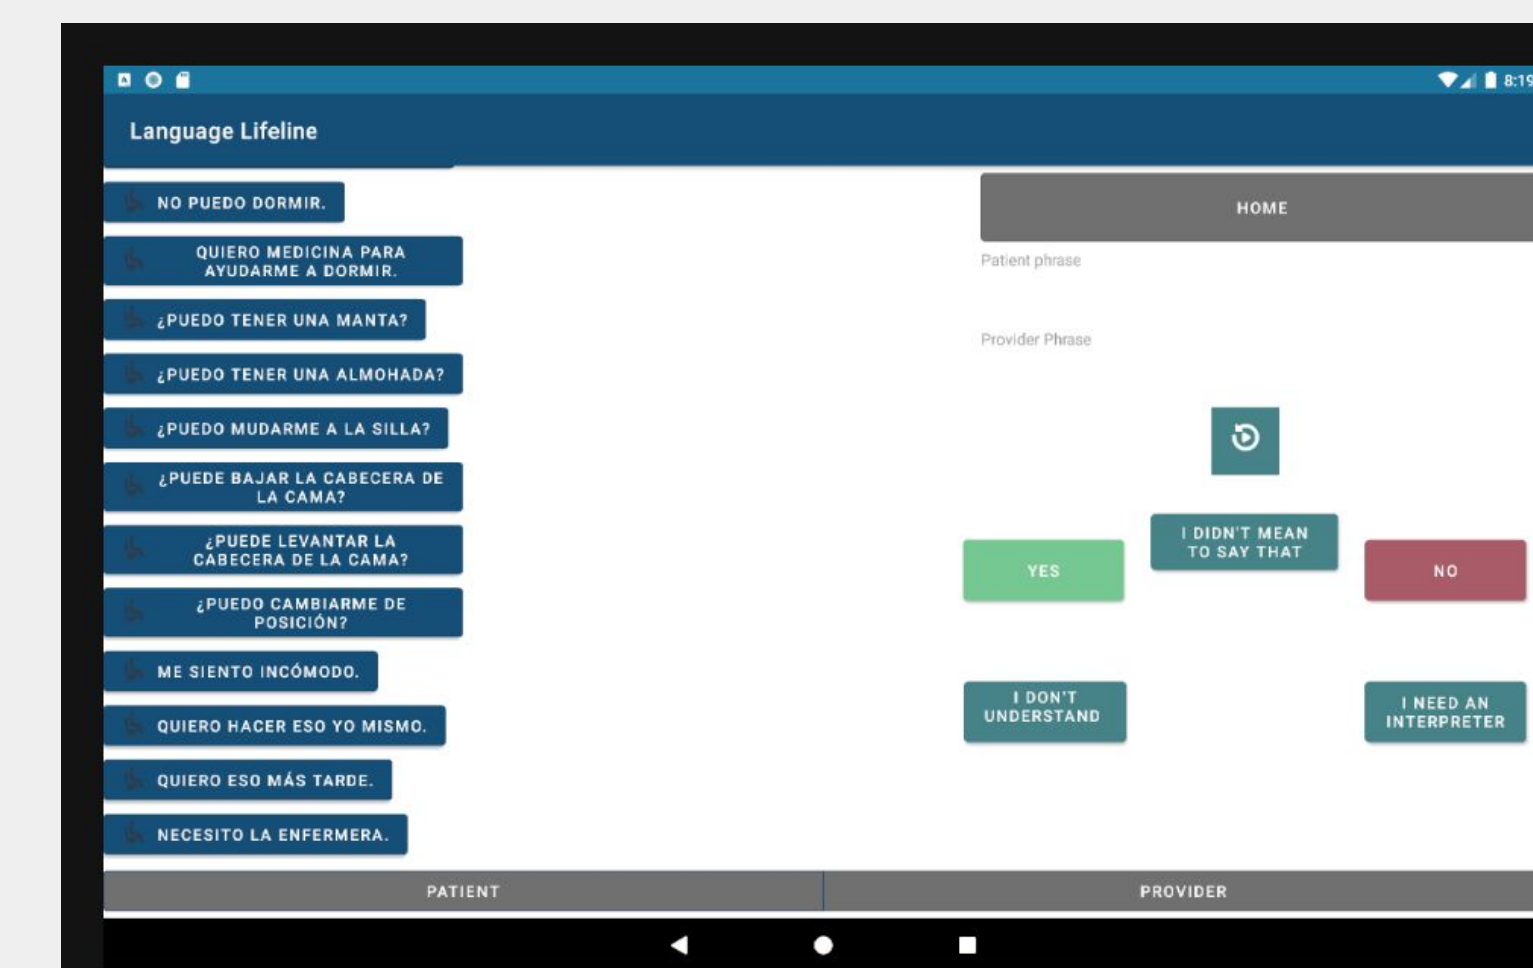 8:19
Language Lifeline
NO PUEDO DORMIR.
QUIERO MEDICINA PARA
AYUDARME A DORMIR.
¿PUEDO TENER UNA MANTA?
¿PUEDO TENER UNA ALMOHADA?
¿PUEDO MUDARME A LA SILLA?
¿PUEDE BAJAR LA CABECERA DE
LA CAMA?
¿PUEDE LEVANTAR LA
CABECERA DE LA CAMA?
¿PUEDO CAMBIARME DE
POSICIÓN?
ME SIENTO INCÓMODO.
QUIERO HACER ESO YO MISMO.
QUIERO ESO MÁS TARDE.
NECESITO LA ENFERMERA.
HOME
Patient phrase
Provider Phrase
I DIDN'T MEAN
TO SAY THAT
YES
NO
I DON'T
UNDERSTAND
I NEED AN
INTERPRETER
PATIENT
PROVIDER